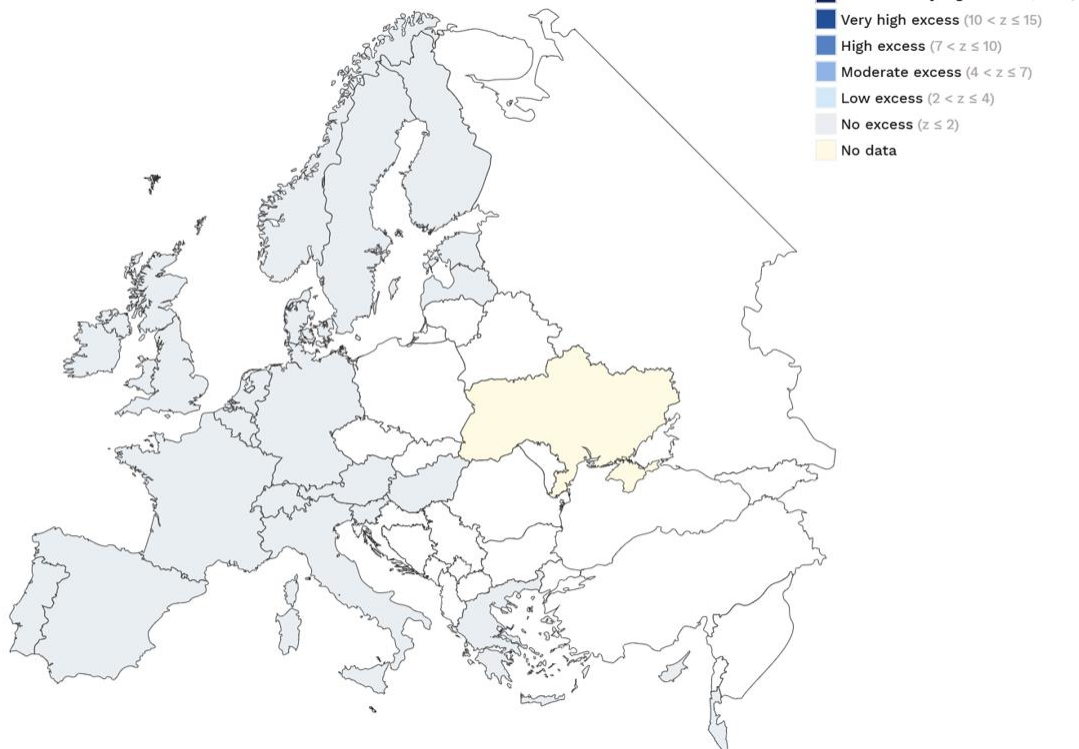 Very high excess (10 < z ≤ 15)
High excess (7 < z ≤ 10)
Moderate excess (4 < z ≤ 7)
Low excess (2 < z ≤ 4)
No excess (z ≤ 2)
No data